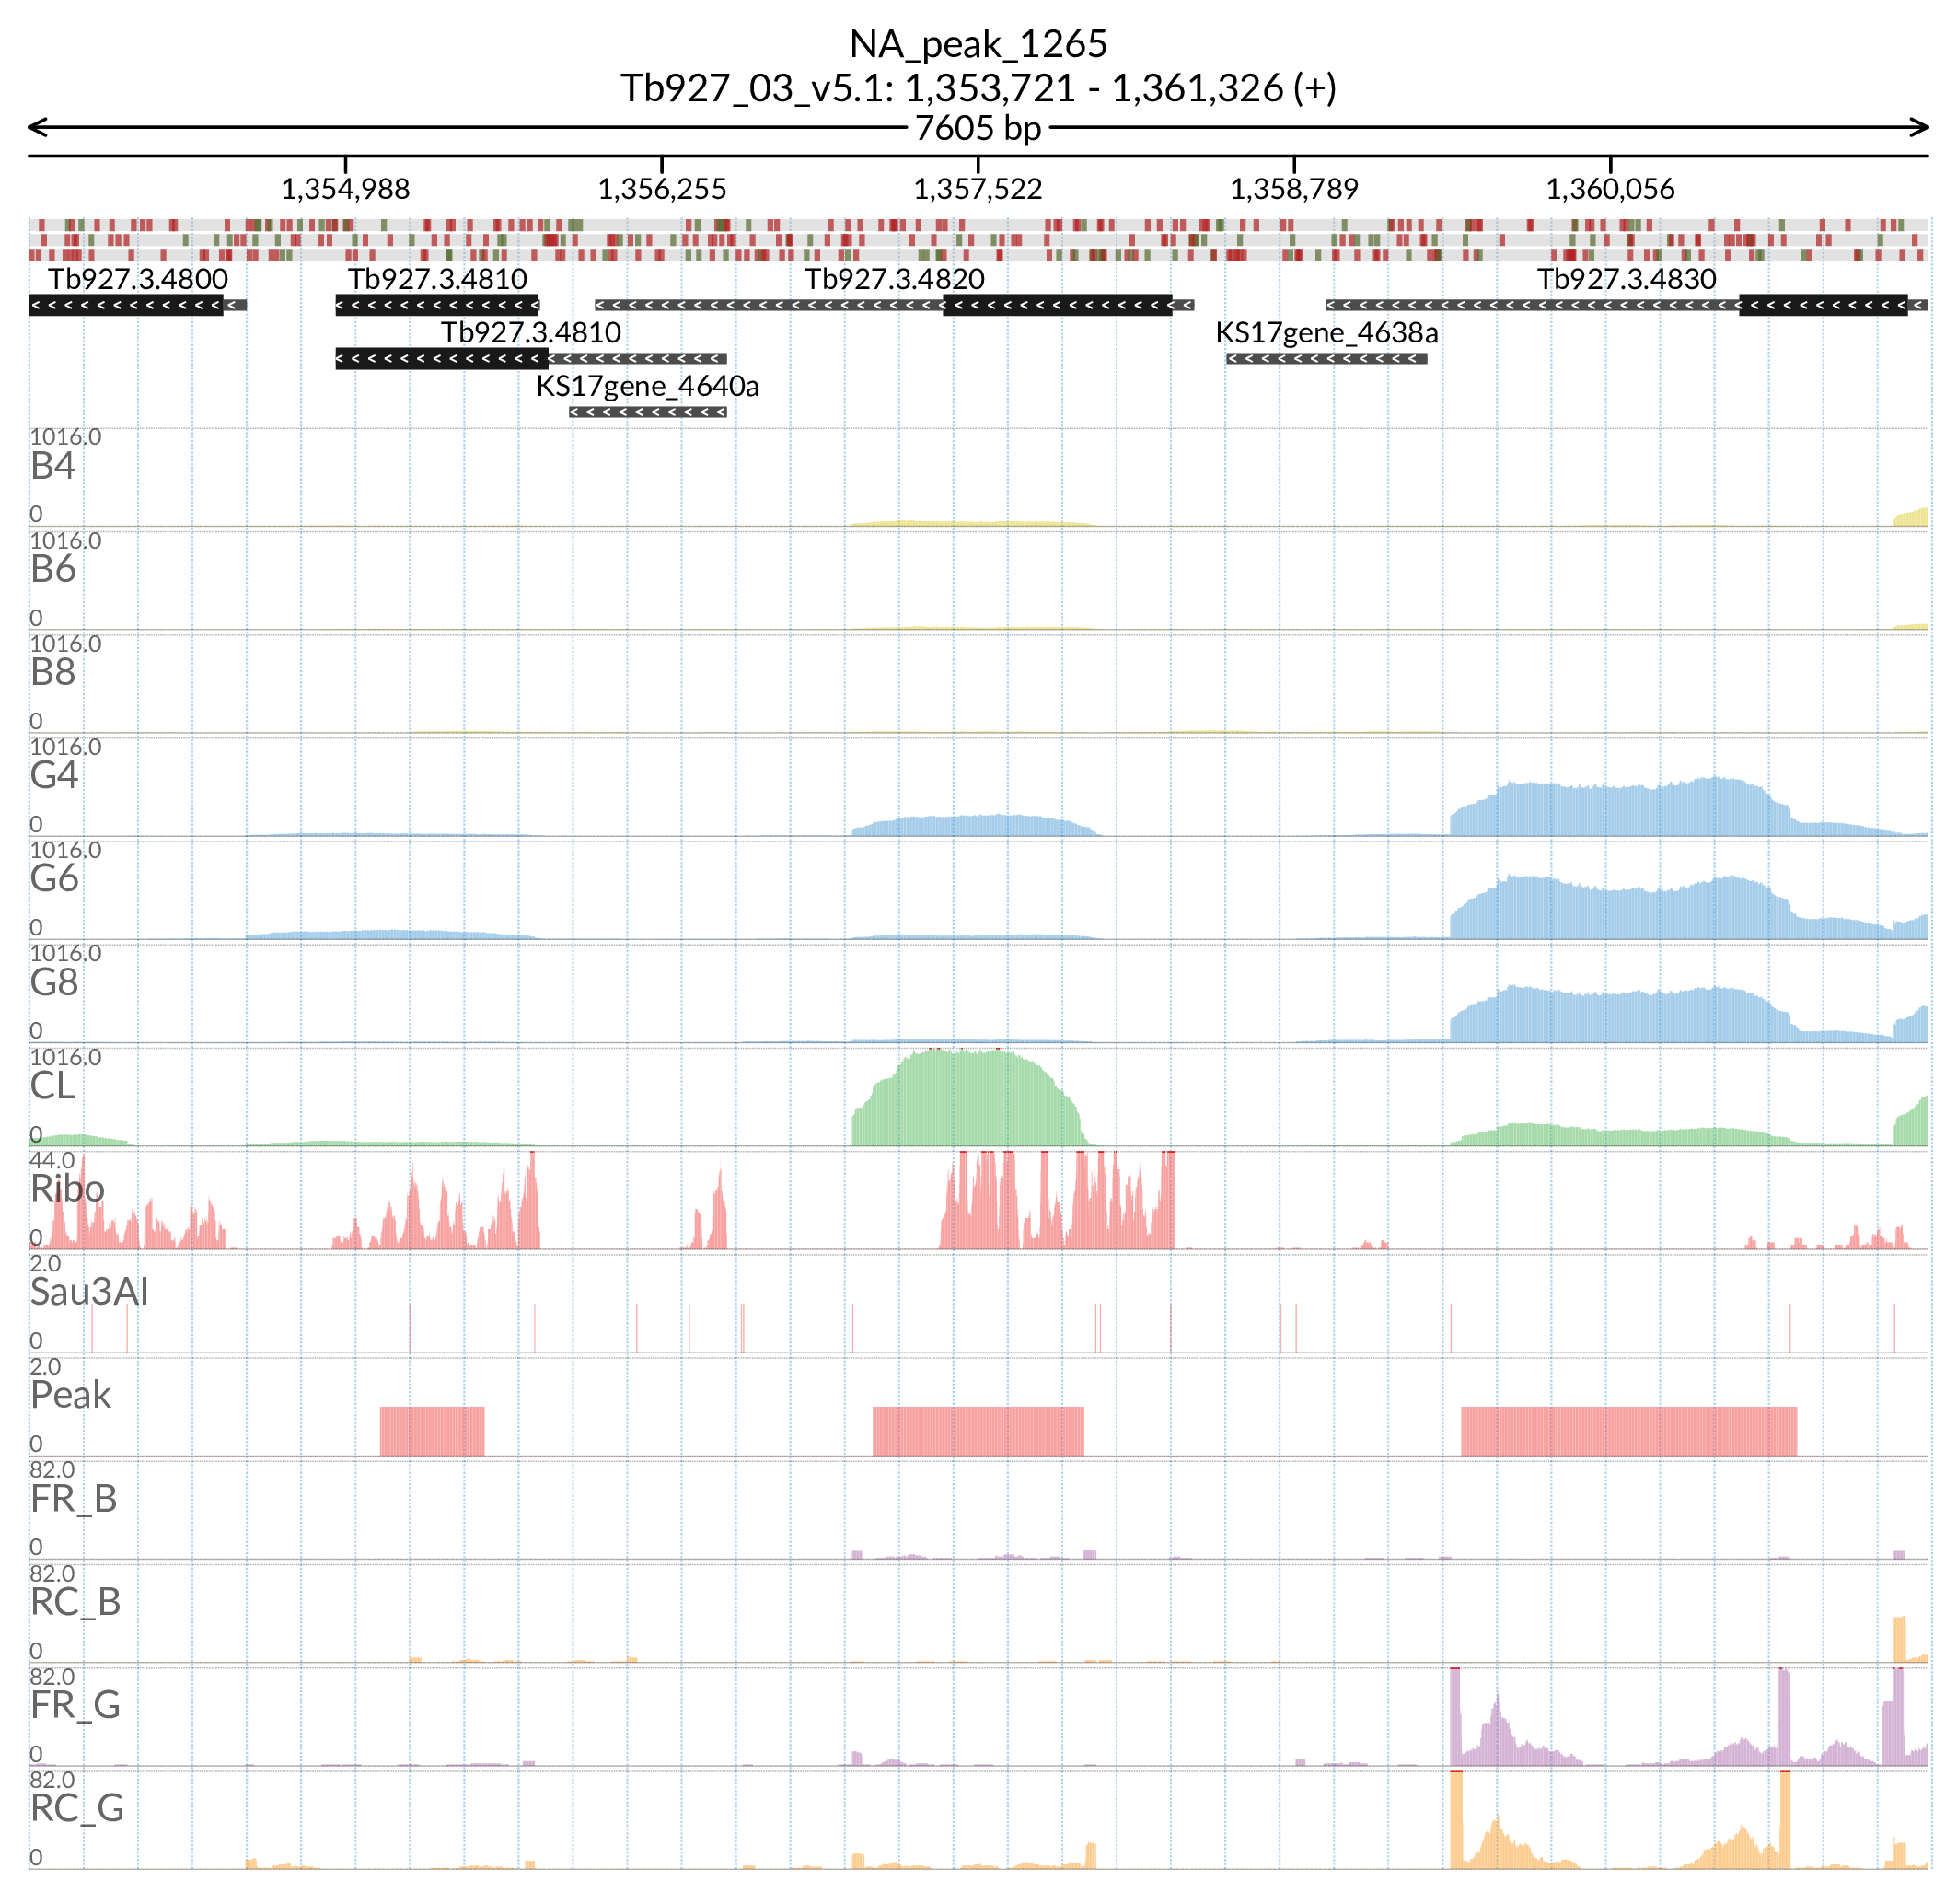 NA_peak_1265
Tb927_03_v5.1: 1,353,721 - 1,361,326 (+)
7605 bp
1,354,988 1,356,255 1,357,522 1,358,789 1,360,056
Tb927.3.4800 Tb927.3.4810 Tb927.3.4820 Tb927.3.4830
Tb927.3.4810 KS17gene_4638a
KS17gene_4640a
1016.0
B4
0
1016.0
B6
0
1016.0
B8
0
1016.0
G4
0
1016.0
G6
0
1016.0
G8
0
1016.0
CL
0
44.0
Ribo
0
2.0
Sau3AI
0
2.0
Peak
0
82.0
FR_B
0
82.0
RC_B
0
82.0
FR_G
0
82.0
RC_G
0